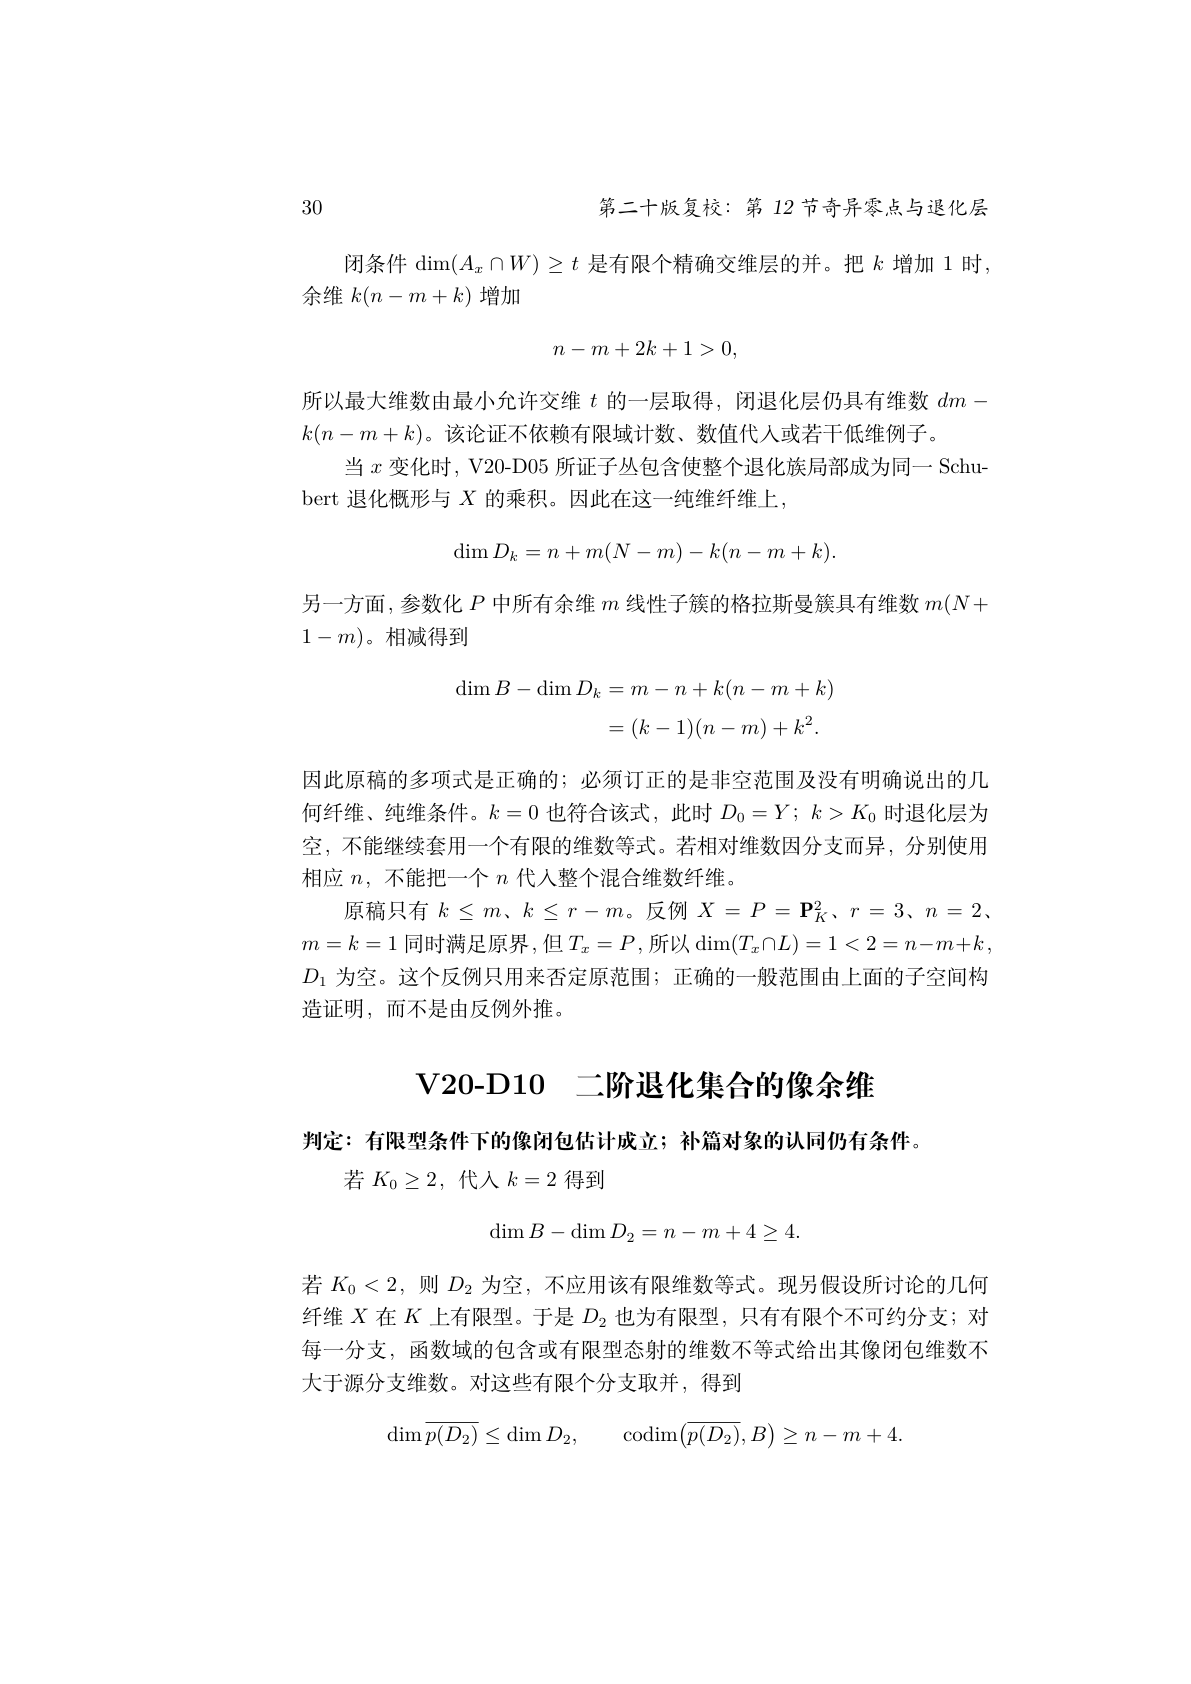 30 第二十版复校：第 12 节奇异零点与退化层
闭条件 dim(Aₓ ∩ W) ≥ t 是有限个精确交维层的并。把 k 增加 1 时，
余维 k(n − m + k) 增加
n − m + 2k + 1 > 0,
所以最大维数由最小允许交维 t 的一层取得，闭退化层仍具有维数 dm −
k(n − m + k)。该论证不依赖有限域计数、数值代入或若干低维例子。
当 x 变化时，V20-D05 所证子丛包含使整个退化族局部成为同一 Schu-
bert 退化概形与 X 的乘积。因此在这一纯维纤维上，
dim Dₖ = n + m(N − m) − k(n − m + k).
另一方面，参数化 P 中所有余维 m 线性子簇的格拉斯曼簇具有维数 m(N +
1 − m)。相减得到
dim B − dim Dₖ = m − n + k(n − m + k)
= (k − 1)(n − m) + k².
因此原稿的多项式是正确的；必须订正的是非空范围及没有明确说出的几
何纤维、纯维条件。k = 0 也符合该式，此时 D₀ = Y；k > K₀ 时退化层为
空，不能继续套用一个有限的维数等式。若相对维数因分支而异，分别使用
相应 n，不能把一个 n 代入整个混合维数纤维。
原稿只有 k ≤ m、k ≤ r − m。反例 X = P = 𝐏²_K、r = 3、n = 2、
m = k = 1 同时满足原界，但 Tₓ = P，所以 dim(Tₓ∩L) = 1 < 2 = n−m+k，
D₁ 为空。这个反例只用来否定原范围；正确的一般范围由上面的子空间构
造证明，而不是由反例外推。
V20-D10 二阶退化集合的像余维
判定：有限型条件下的像闭包估计成立；补篇对象的认同仍有条件。
若 K₀ ≥ 2，代入 k = 2 得到
dim B − dim D₂ = n − m + 4 ≥ 4.
若 K₀ < 2，则 D₂ 为空，不应用该有限维数等式。现另假设所讨论的几何
纤维 X 在 K 上有限型。于是 D₂ 也为有限型，只有有限个不可约分支；对
每一分支，函数域的包含或有限型态射的维数不等式给出其像闭包维数不
大于源分支维数。对这些有限个分支取并，得到
dim \overline{p(D₂)} ≤ dim D₂, codim(\overline{p(D₂)}, B) ≥ n − m + 4.